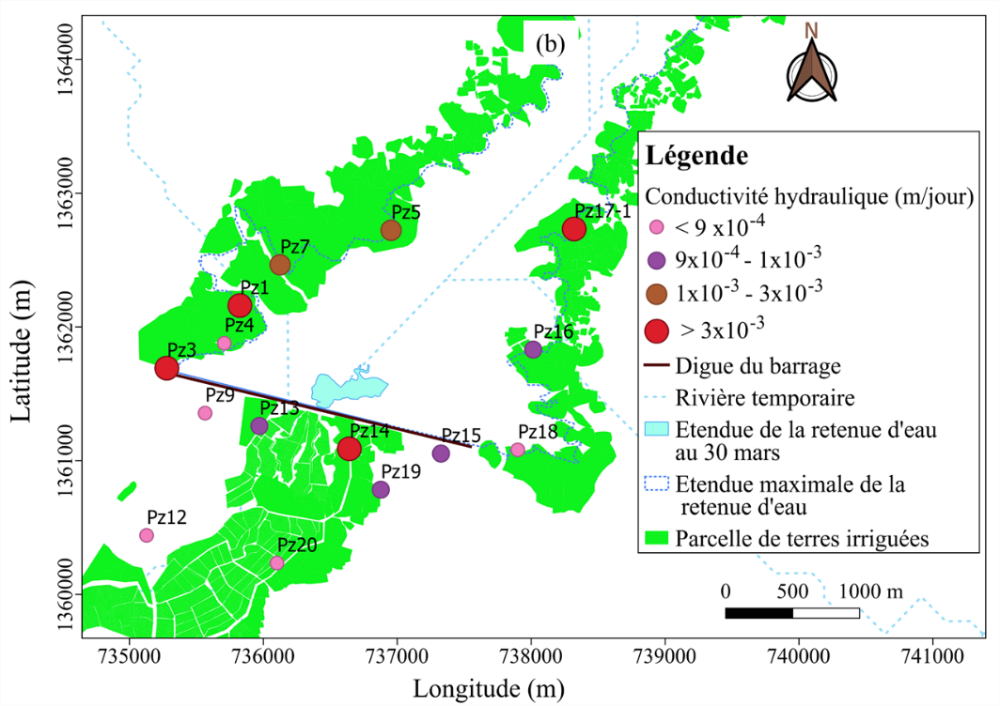 (b)
N
1364000
1363000
1362000
1361000
1360000
Latitude (m)
Pz17-1
Pz5
Pz7
Pz1
Pz4
Pz16
Pz3
Pz9
Pz13
Pz14
Pz15
Pz18
Pz19
Pz12
Pz20
Légende
Conductivité hydraulique (m/jour)
< 9 x10⁻⁴
9x10⁻⁴ - 1x10⁻³
1x10⁻³ - 3x10⁻³
> 3x10⁻³
Digue du barrage
Rivière temporaire
Etendue de la retenue d'eau
au 30 mars
Etendue maximale de la
retenue d'eau
Parcelle de terres irriguées
0 500 1000 m
735000 736000 737000 738000 739000 740000 741000
Longitude (m)